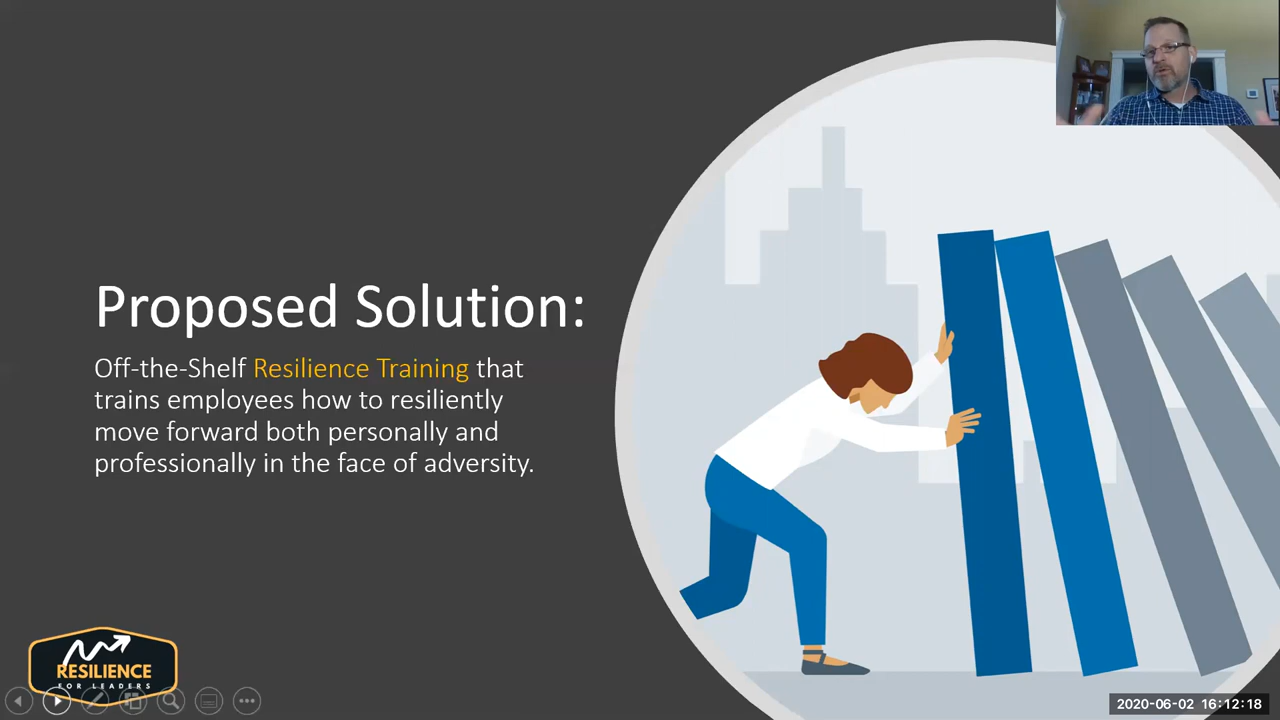 Proposed Solution:
Off-the-Shelf Resilience Training that
trains employees how to resiliently
move forward both personally and
professionally in the face of adversity.
RESILIENCE
FOR LEADERS
2020-06-02 16:12:18